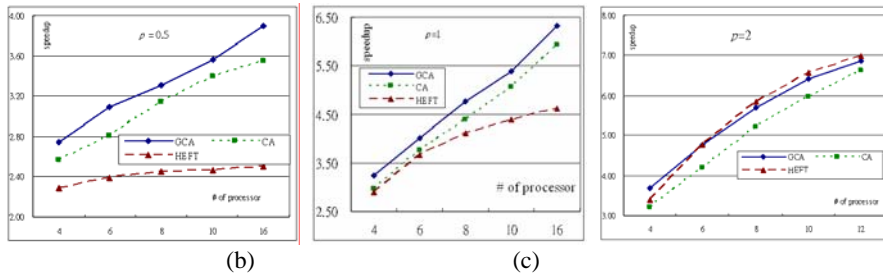 4.00
3.60
3.20
2.80
2.40
2.00
speedup
p = 0.5
GCA
CA
HEFT
# of processor
4 6 8 10 16
(b)
6.50
5.50
4.50
3.50
2.50
speedup
p=1
GCA
CA
HEFT
# of processor
4 6 8 10 16
(c)
8.00
7.00
6.00
5.00
4.00
3.00
speedup
p=2
GCA
CA
HEFT
# of processor
4 6 8 10 12